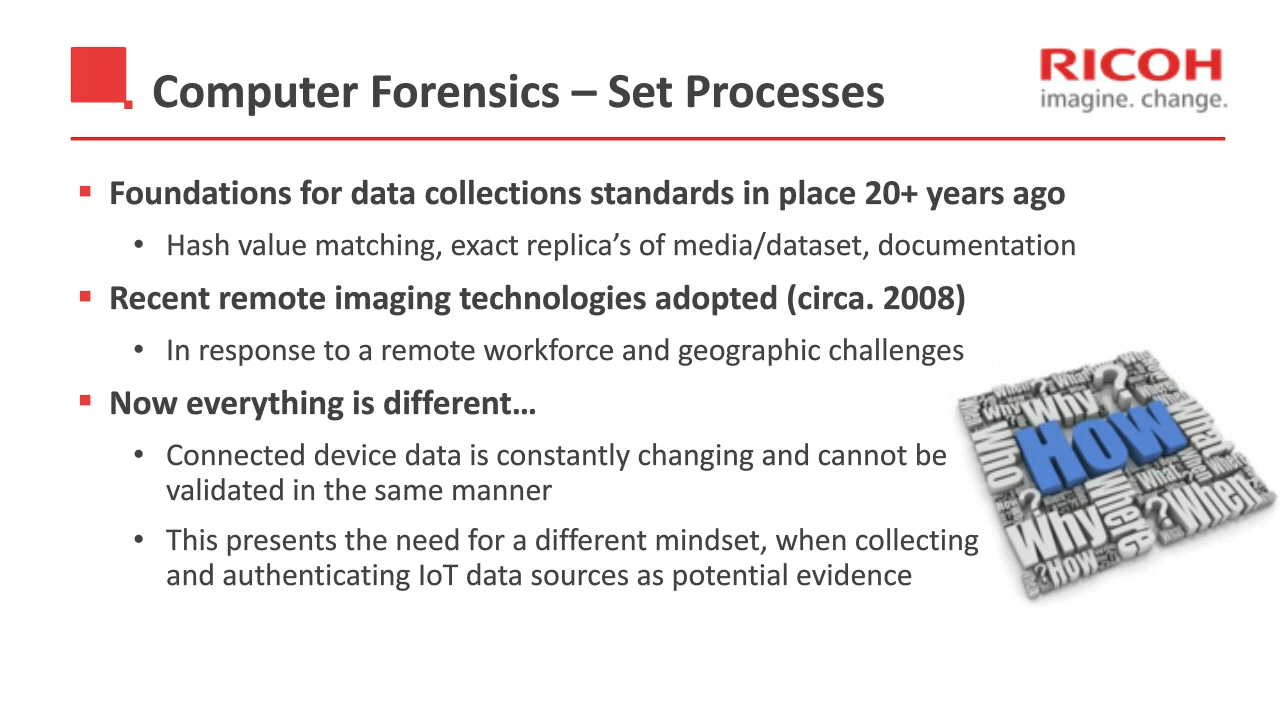 Computer Forensics – Set Processes
RICOH
imagine. change.
▪ Foundations for data collections standards in place 20+ years ago
• Hash value matching, exact replica’s of media/dataset, documentation
▪ Recent remote imaging technologies adopted (circa. 2008)
• In response to a remote workforce and geographic challenges
▪ Now everything is different…
• Connected device data is constantly changing and cannot be
validated in the same manner
• This presents the need for a different mindset, when collecting
and authenticating IoT data sources as potential evidence
Why
?
Who
How
What
Where
?
When
Why
?
How